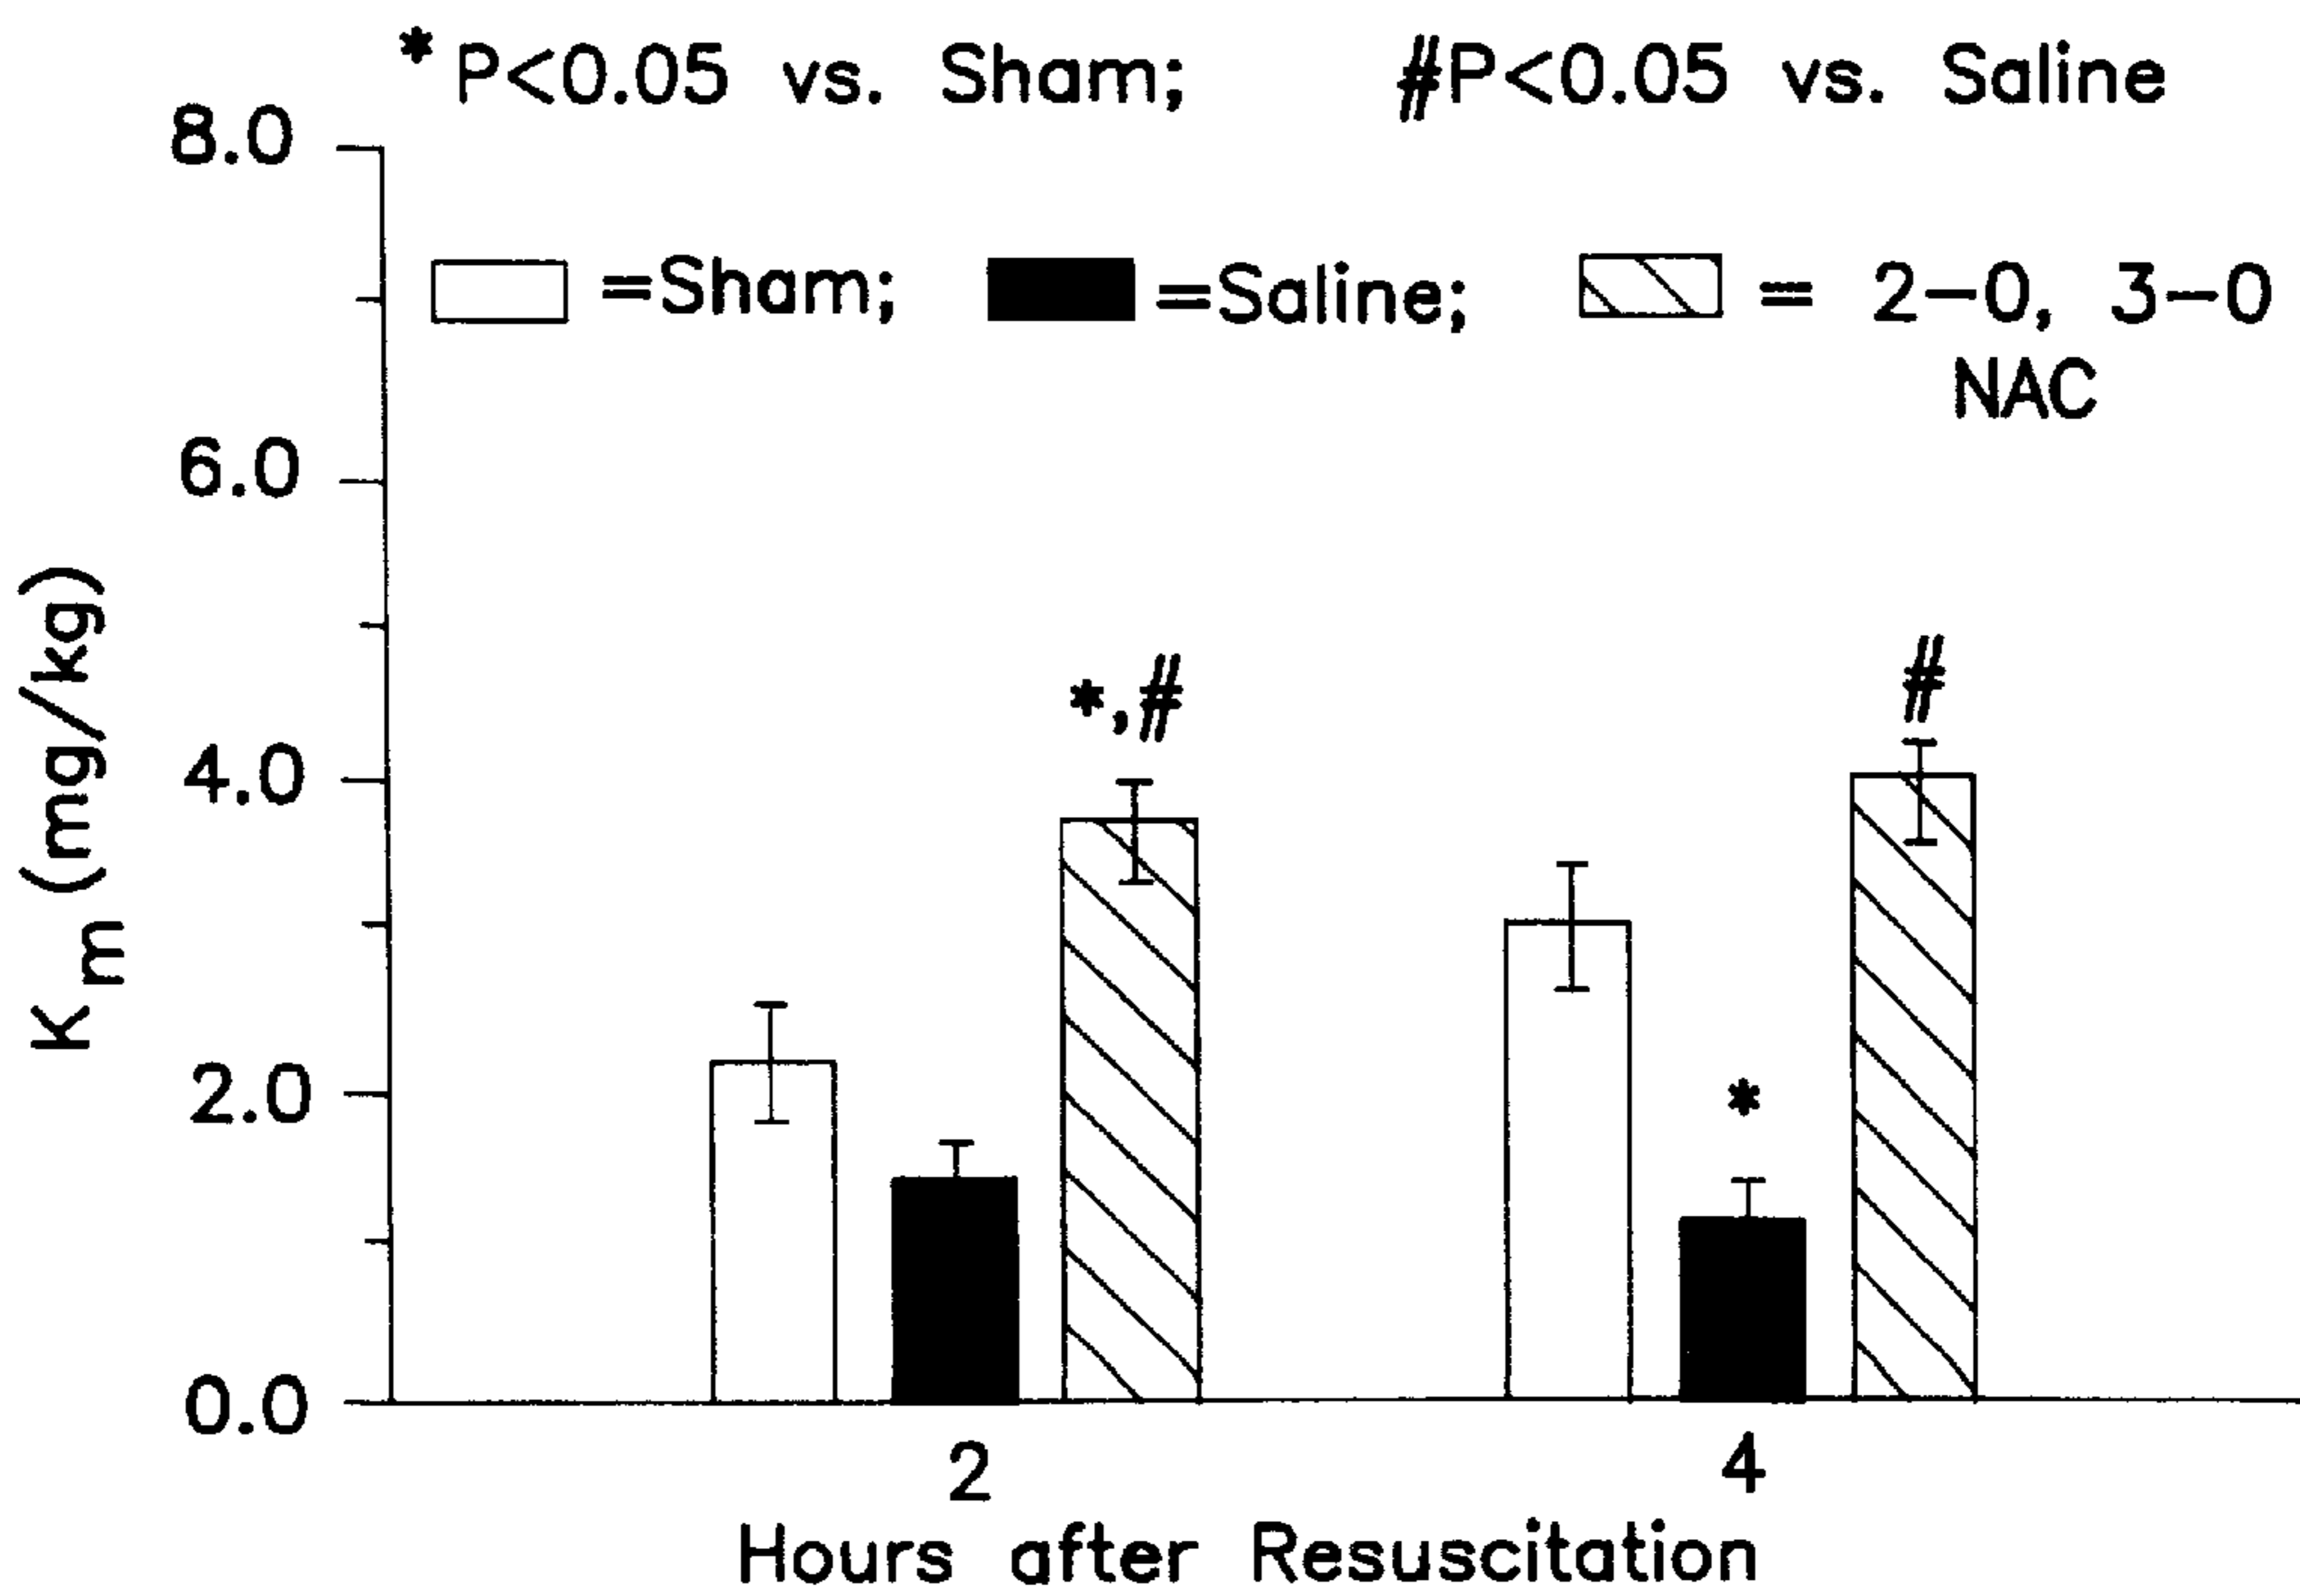 * P<0.05 vs. Sham; #P<0.05 vs. Saline
8.0
=Sham; =Saline; = 2-0, 3-0
NAC
6.0
Km (mg/kg)
*,#
#
4.0
*
2.0
0.0
2 4
Hours after Resuscitation